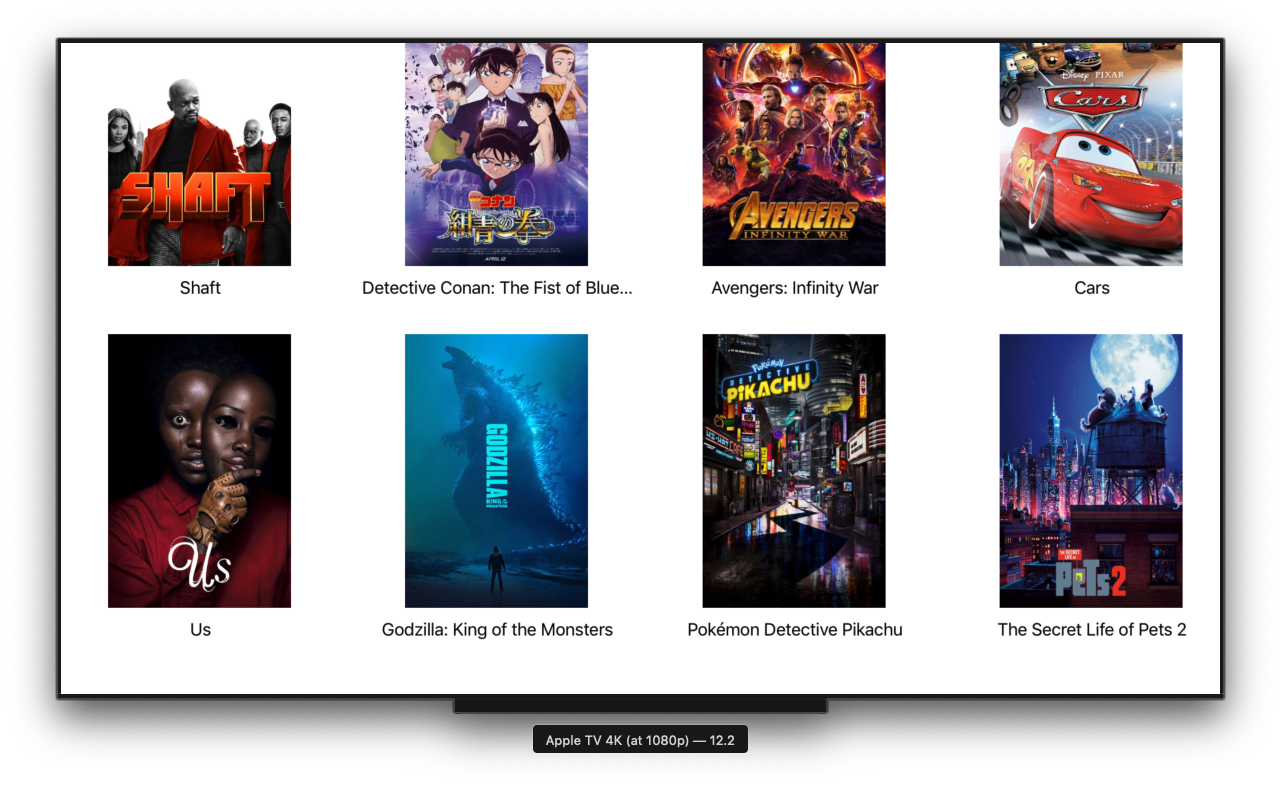 Disney PIXAR
Cars
SHAFT
コナン
紺青の拳
APRIL 12
AVENGERS
INFINITY WAR
Shaft
Detective Conan: The Fist of Blue...
Avengers: Infinity War
Cars
Us
GODZILLA
KING OF THE
MONSTERS
POKéMON
DETECTIVE
PIKACHU
THE SECRET
LIFE OF
PETS 2
Us
Godzilla: King of the Monsters
Pokémon Detective Pikachu
The Secret Life of Pets 2
Apple TV 4K (at 1080p) — 12.2